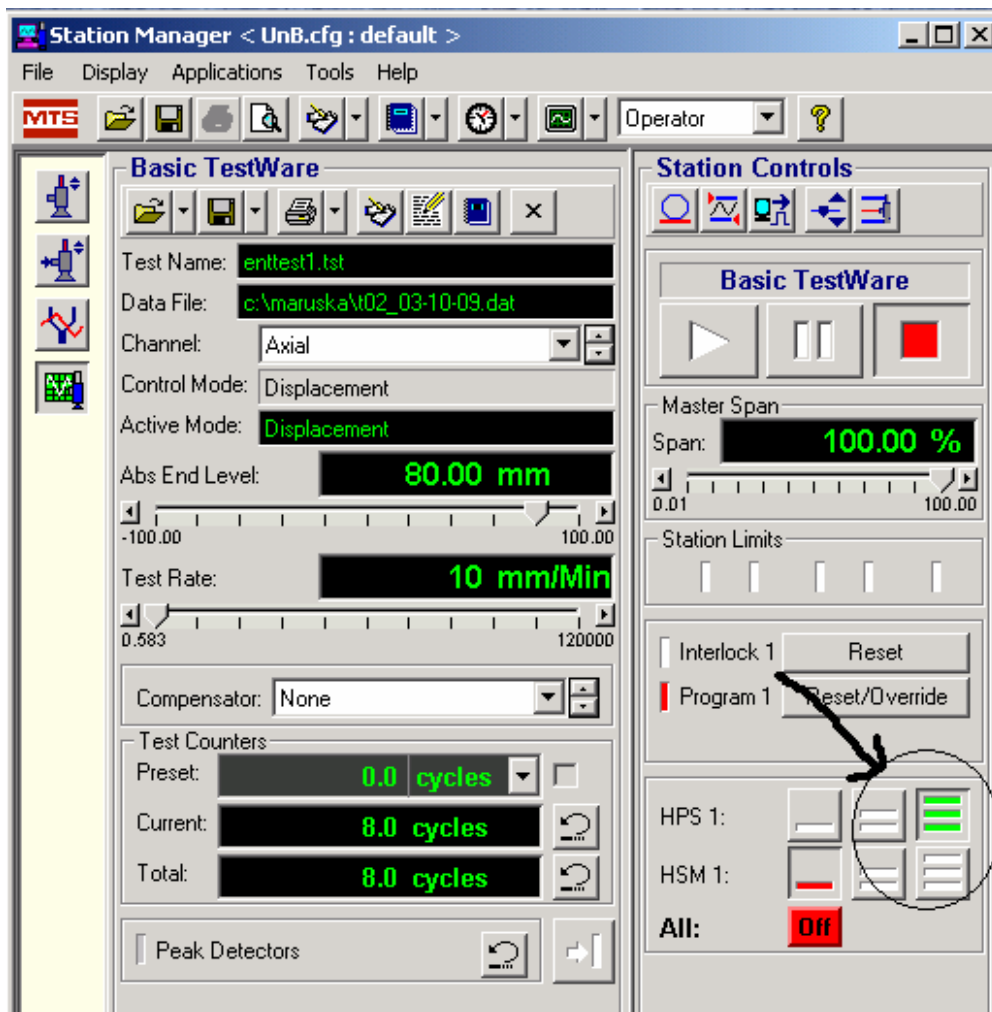 Station Manager < UnB.cfg : default >
File Display Applications Tools Help
MTS Operator ?
Basic TestWare
Test Name: enttest1.tst
Data File: c:\maruska\t02_03-10-09.dat
Channel: Axial
Control Mode: Displacement
Active Mode: Displacement
Abs End Level: 80.00 mm
-100.00 100.00
Test Rate: 10 mm/Min
0.583 120000
Compensator: None
Test Counters
Preset: 0.0 cycles
Current: 8.0 cycles
Total: 8.0 cycles
Peak Detectors
Station Controls
Basic TestWare
Master Span
Span: 100.00 %
0.01 100.00
Station Limits
Interlock 1 Reset
Program 1 Reset/Override
HPS 1:
HSM 1:
All: Off